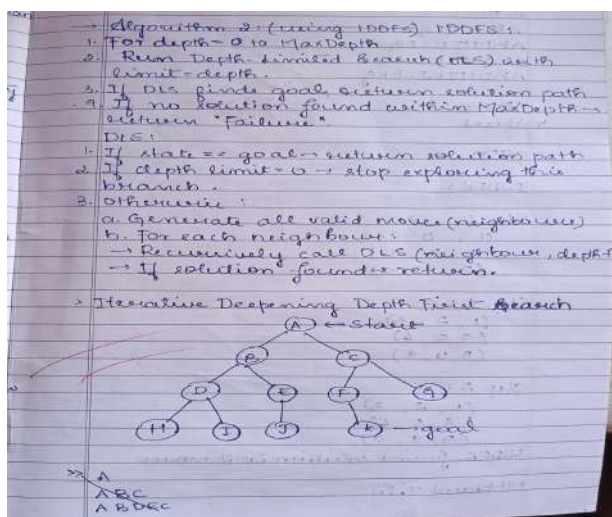 → Algorithm 2: (using IDDFS) IDDFS:
1. For depth = 0 to MaxDepth
2. Run Depth-Limited Search (DLS) with
limit = depth.
3. If DLS finds goal, return solution path
4. If no solution found within MaxDepth →
return "Failure".
DLS:
1. If state == goal → return solution path
2. If depth limit = 0 → stop exploring this
branch.
3. Otherwise:
a. Generate all valid moves (neighbours)
b. For each neighbour:
→ Recursively call DLS (neighbour, depth-1
→ If solution found → return.
> Iterative Deepening Depth First Search
A ← Start
B C
D E F G
H I J K — goal
>> A
A B C
A B D E C